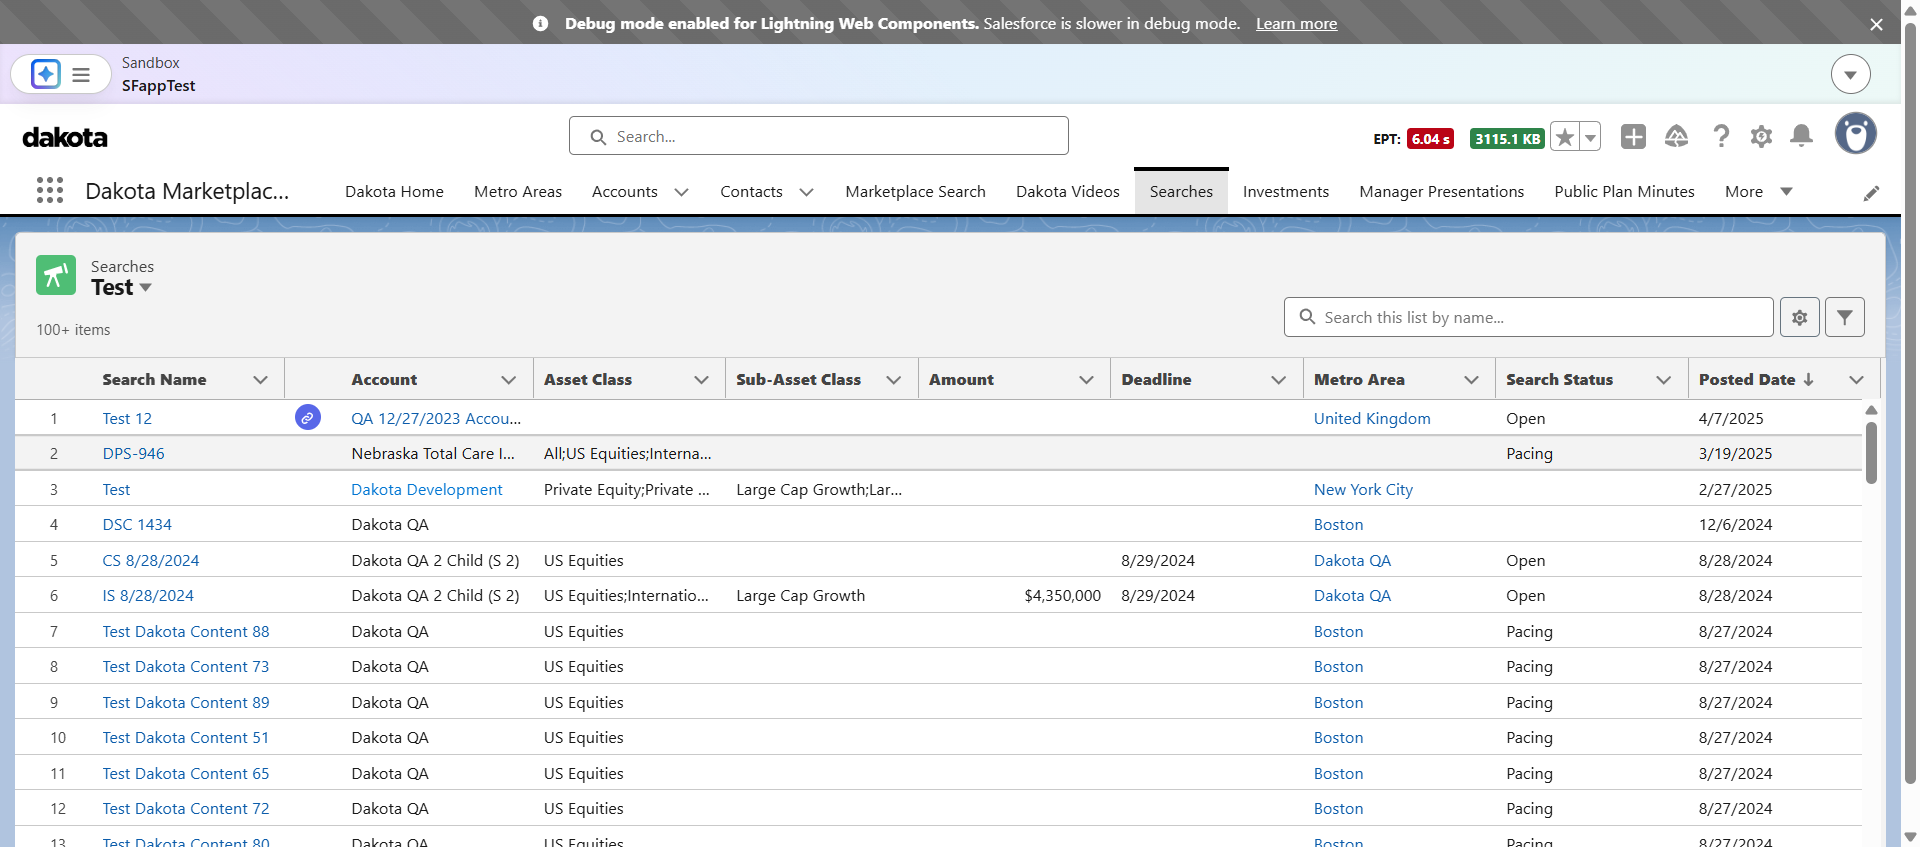 Debug mode enabled for Lightning Web Components. Salesforce is slower in debug mode. Learn more
Sandbox
SFappTest
dakota
Search...
EPT: 6.04 s 3115.1 KB
Dakota Marketplac...
Dakota Home Metro Areas Accounts Contacts Marketplace Search Dakota Videos Searches Investments Manager Presentations Public Plan Minutes More
Searches
Test
100+ items
Search this list by name...
Search Name Account Asset Class Sub-Asset Class Amount Deadline Metro Area Search Status Posted Date
1 Test 12 QA 12/27/2023 Accou... United Kingdom Open 4/7/2025
2 DPS-946 Nebraska Total Care I... All;US Equities;Interna... Pacing 3/19/2025
3 Test Dakota Development Private Equity;Private ... Large Cap Growth;Lar... New York City 2/27/2025
4 DSC 1434 Dakota QA Boston 12/6/2024
5 CS 8/28/2024 Dakota QA 2 Child (S 2) US Equities 8/29/2024 Dakota QA Open 8/28/2024
6 IS 8/28/2024 Dakota QA 2 Child (S 2) US Equities;Internatio... Large Cap Growth $4,350,000 8/29/2024 Dakota QA Open 8/28/2024
7 Test Dakota Content 88 Dakota QA US Equities Boston Pacing 8/27/2024
8 Test Dakota Content 73 Dakota QA US Equities Boston Pacing 8/27/2024
9 Test Dakota Content 89 Dakota QA US Equities Boston Pacing 8/27/2024
10 Test Dakota Content 51 Dakota QA US Equities Boston Pacing 8/27/2024
11 Test Dakota Content 65 Dakota QA US Equities Boston Pacing 8/27/2024
12 Test Dakota Content 72 Dakota QA US Equities Boston Pacing 8/27/2024
13 Test Dakota Content 80 Dakota QA US Equities Boston Pacing 8/27/2024